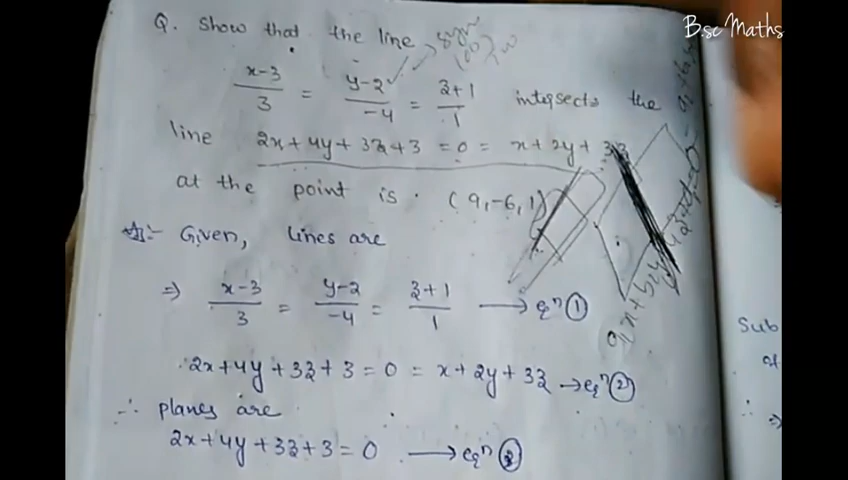 B.sc Maths
Q. Show that the line
x-3/3 = y-2/-4 = z+1/1 intersects the
line 2x+4y+3z+3 =0= x+2y+3z
at the point is. (9,-6,1)
Given, lines are
⇒ x-3/3 = y-2/-4 = z+1/1 → eqⁿ ①
2x+4y+3z+3=0= x+2y+3z → eqⁿ ②
∴ planes are
2x+4y+3z+3=0 → eqⁿ
Sub